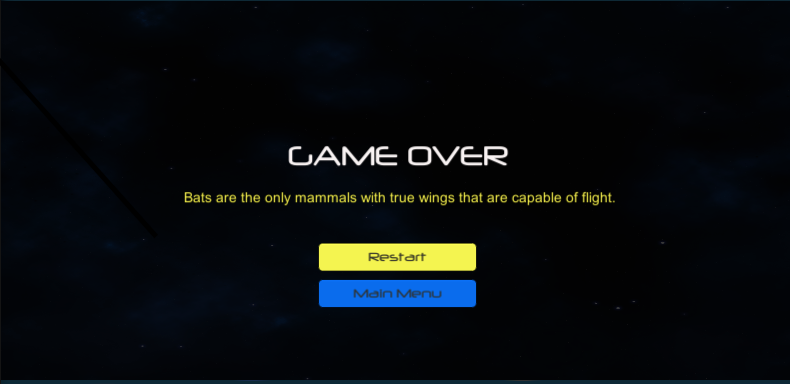 GAME OVER
Bats are the only mammals with true wings that are capable of flight.
Restart
Main Menu